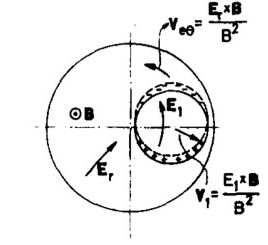 V_eθ = E_r × B / B²
⊙ B
E_1
E_r
V_1 = E_1 × B / B²